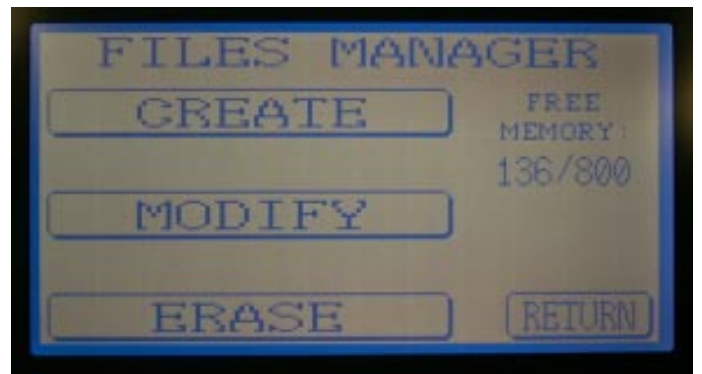 FILES MANAGER
CREATE
FREE
MEMORY:
136/800
MODIFY
ERASE
RETURN